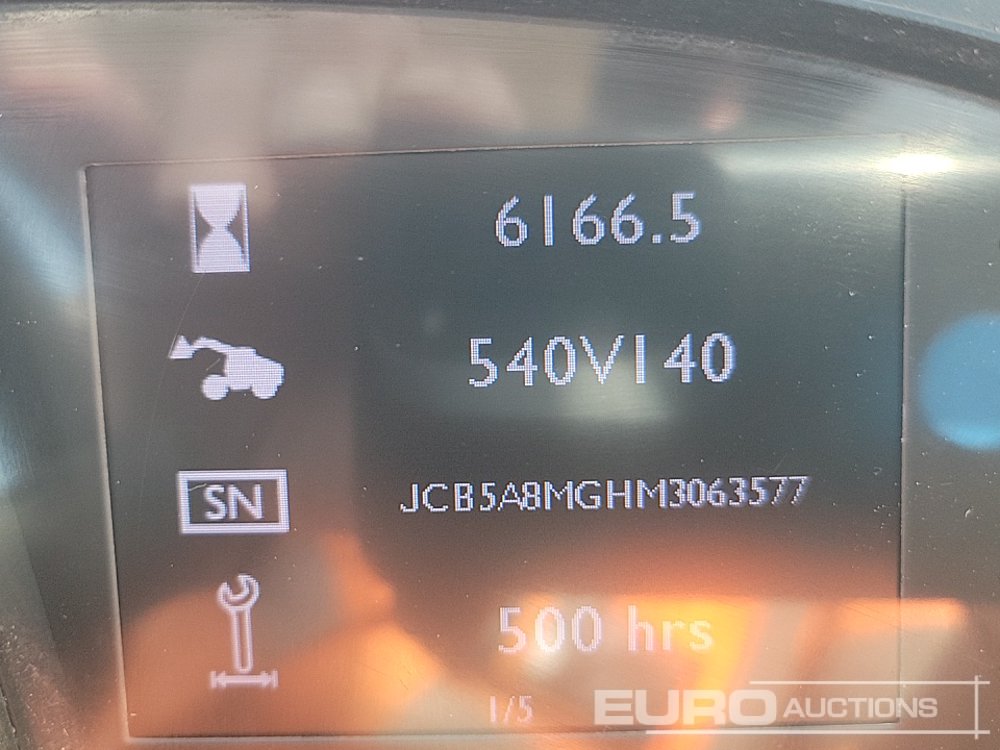 6166.5
540V140
SN JCB5A8MGHM3063577
500 hrs
1/5
EURO AUCTIONS